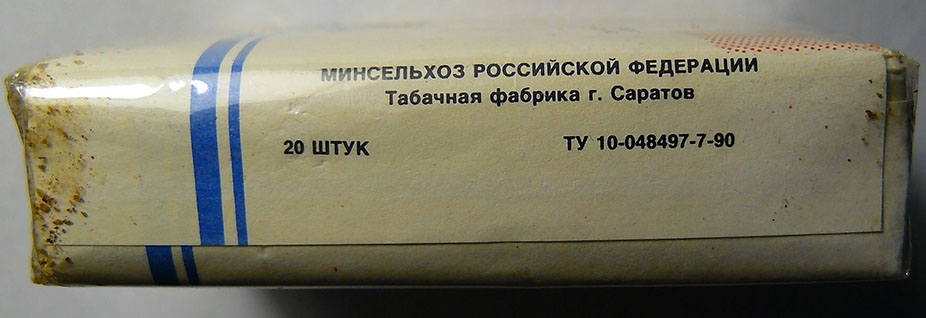 МИНСЕЛЬХОЗ РОССИЙСКОЙ ФЕДЕРАЦИИ
Табачная фабрика г. Саратов
20 ШТУК ТУ 10-048497-7-90